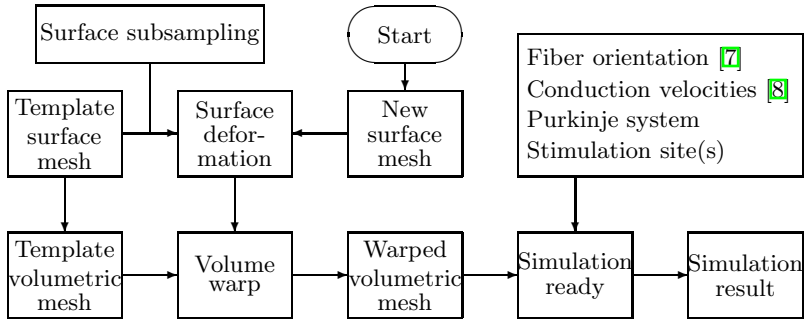 Surface subsampling
Start
Fiber orientation [7]
Conduction velocities [8]
Purkinje system
Stimulation site(s)
Template
surface
mesh
Surface
defor-
mation
New
surface
mesh
Template
volumetric
mesh
Volume
warp
Warped
volumetric
mesh
Simulation
ready
Simulation
result